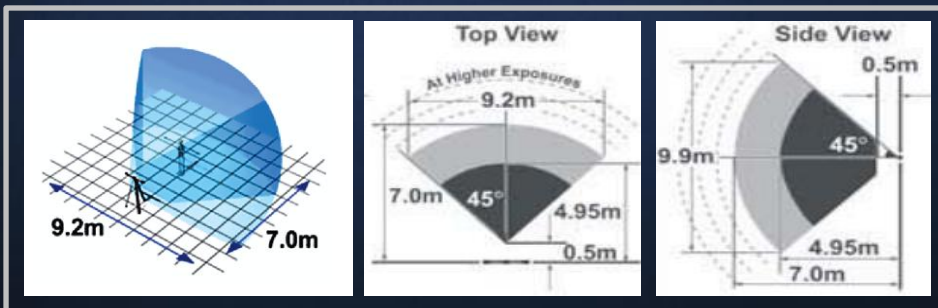 9.2m
7.0m
Top View
At Higher Exposures
9.2m
7.0m
45°
4.95m
0.5m
Side View
0.5m
45°
9.9m
4.95m
7.0m